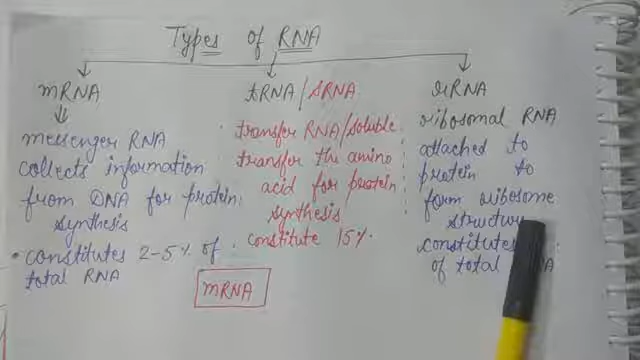 Types of RNA
mRNA
messenger RNA
collects information
from DNA for protein
synthesis
• constitutes 2-5% of
total RNA
tRNA/SRNA
transfer RNA/soluble
transfer the amino
acid for protein
synthesis
constitute 15%.
mRNA
rRNA
ribosomal RNA
attached to
protein to
form ribosome
structure
constitutes
of total